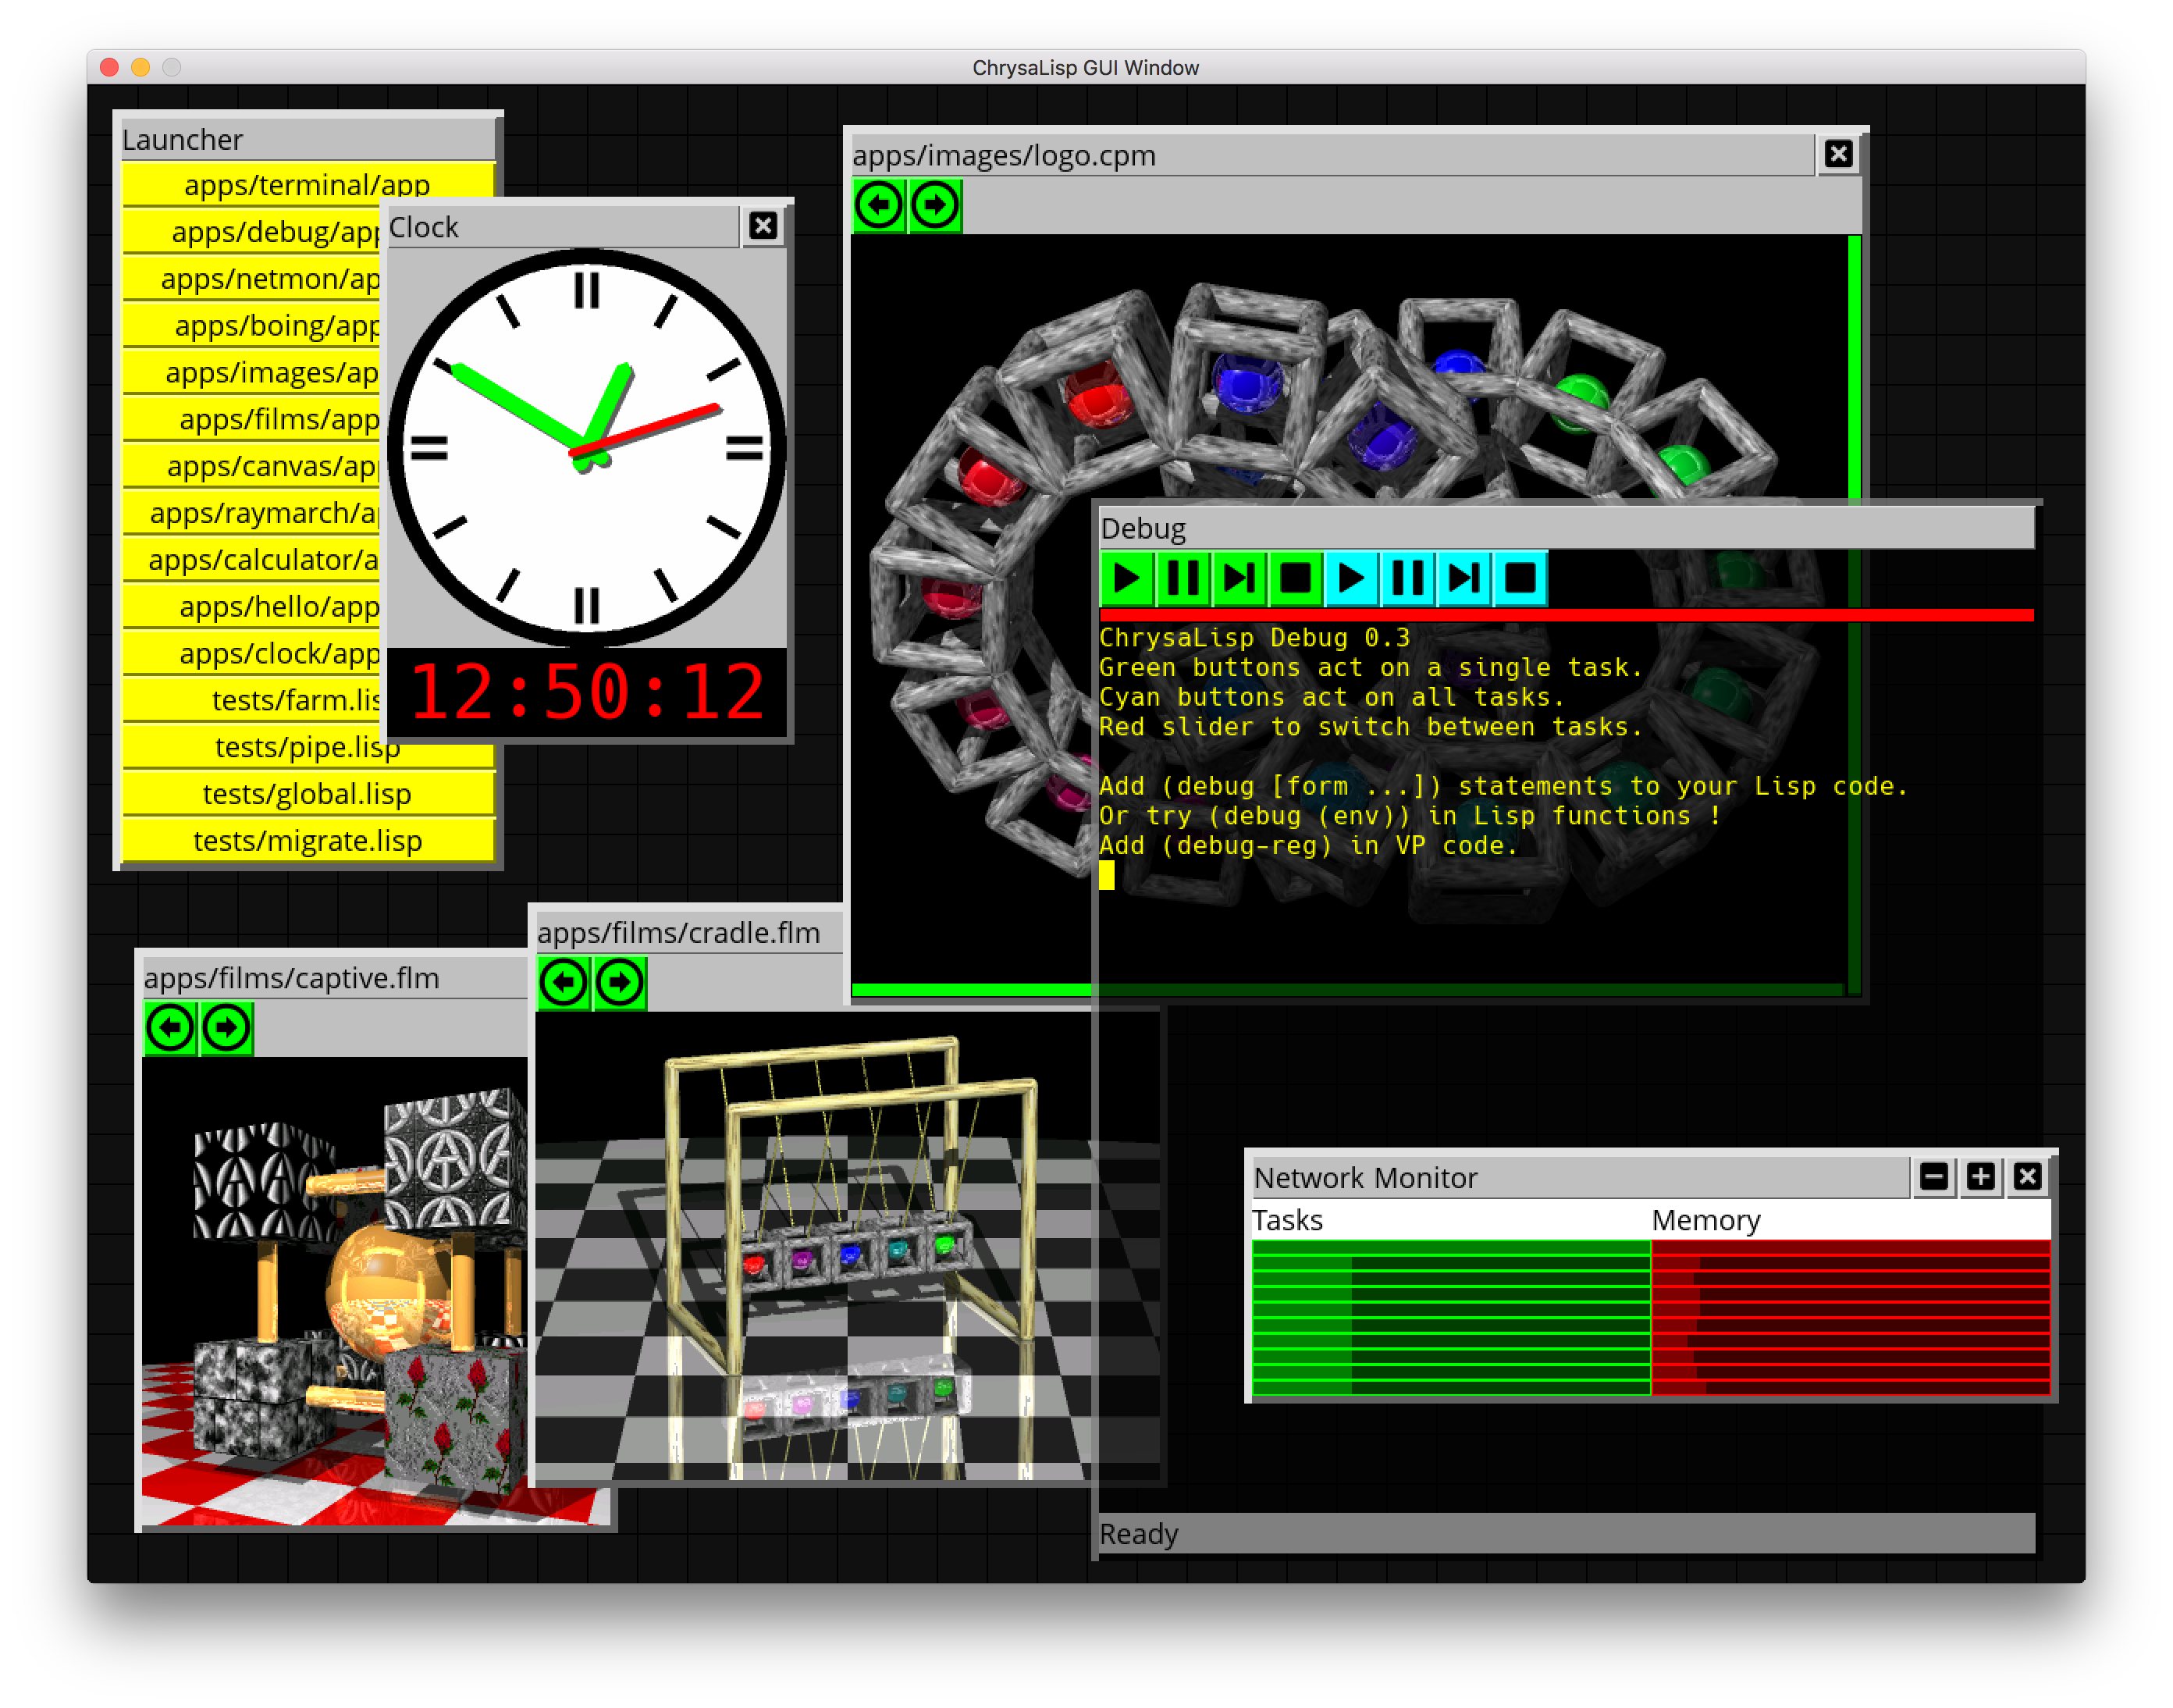 ChrysaLisp GUI Window
Launcher
apps/terminal/app
apps/debug/app
apps/netmon/ap
apps/boing/app
apps/images/ap
apps/films/app
apps/canvas/ap
apps/raymarch/a
apps/calculator/a
apps/hello/app
apps/clock/app
tests/farm.lis
tests/pipe.lisp
tests/global.lisp
tests/migrate.lisp
Clock
12:50:12
apps/images/logo.cpm
Debug
ChrysaLisp Debug 0.3
Green buttons act on a single task.
Cyan buttons act on all tasks.
Red slider to switch between tasks.
Add (debug [form ...]) statements to your Lisp code.
Or try (debug (env)) in Lisp functions !
Add (debug-reg) in VP code.
Ready
apps/films/captive.flm
apps/films/cradle.flm
Network Monitor
Tasks
Memory